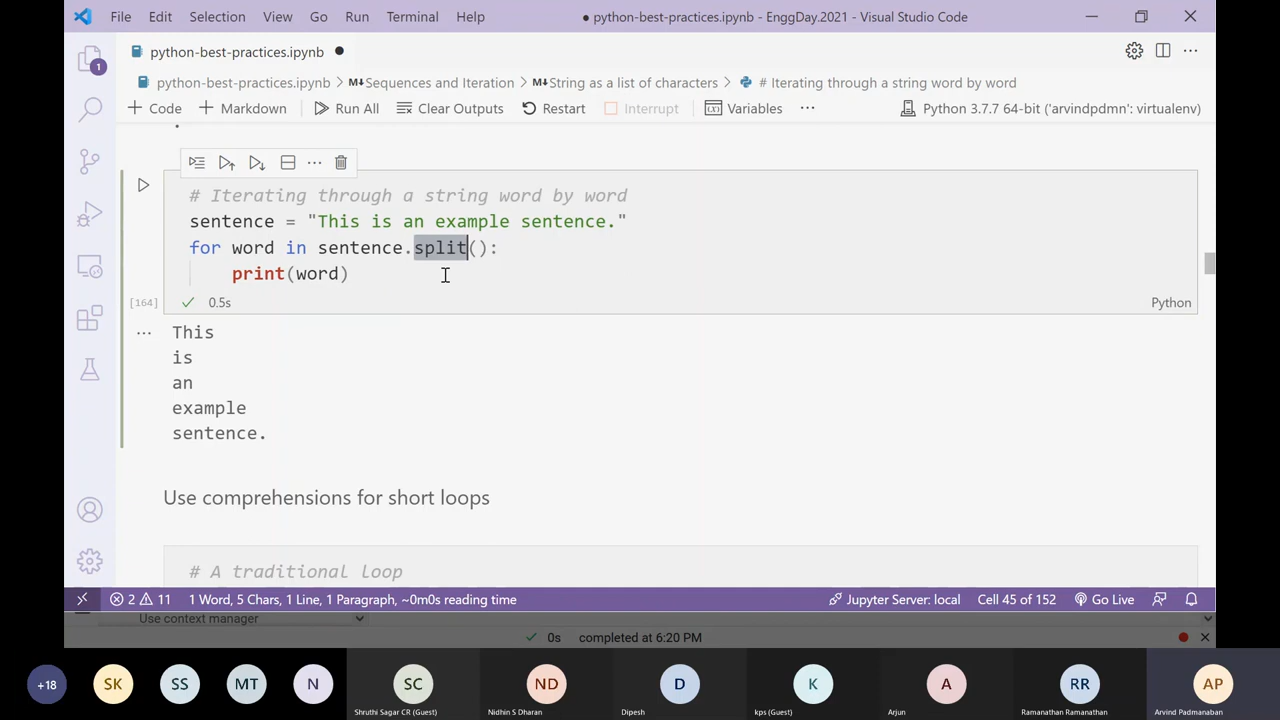 File Edit Selection View Go Run Terminal Help ● python-best-practices.ipynb - EnggDay.2021 - Visual Studio Code
python-best-practices.ipynb
python-best-practices.ipynb > M↓Sequences and Iteration > M↓String as a list of characters > # Iterating through a string word by word
+ Code + Markdown Run All Clear Outputs Restart Interrupt Variables ... Python 3.7.7 64-bit ('arvindpdmn': virtualenv)
1
# Iterating through a string word by word
sentence = "This is an example sentence."
for word in sentence.split():
print(word)
[164] 0.5s Python
... This
is
an
example
sentence.
Use comprehensions for short loops
# A traditional loop
2 11 1 Word, 5 Chars, 1 Line, 1 Paragraph, ~0m0s reading time Jupyter Server: local Cell 45 of 152 Go Live
Use context manager
0s completed at 6:20 PM
+18 SK SS MT N SC ND D K A RR AP
Shruthi Sagar CR (Guest) Nidhin S Dharan Dipesh kps (Guest) Arjun Ramanathan Ramanathan Arvind Padmanaban